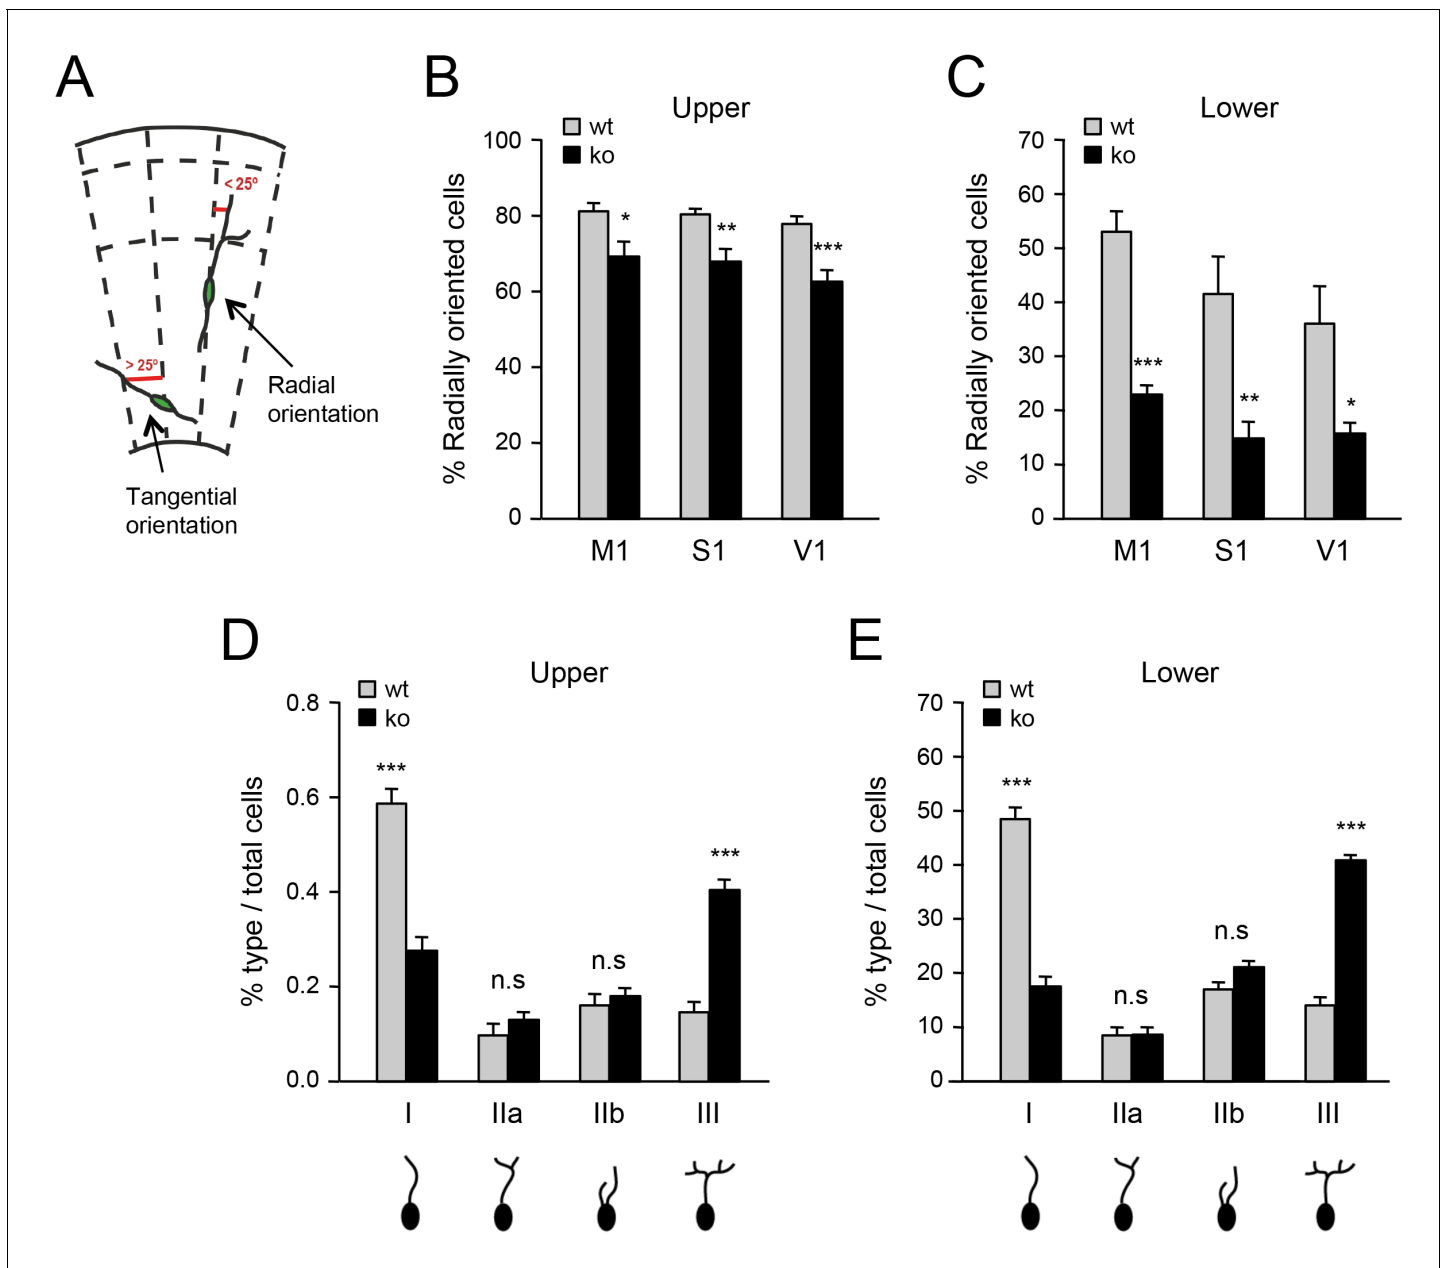 A
< 25º
> 25º
Radial
orientation
Tangential
orientation
B
Upper
wt
ko
% Radially oriented cells
100
80
60
40
20
0
*
**
***
M1
S1
V1
C
Lower
wt
ko
% Radially oriented cells
70
60
50
40
30
20
10
0
***
**
*
M1
S1
V1
D
Upper
wt
ko
% type / total cells
0.8
0.6
0.4
0.2
0.0
***
n.s
n.s
***
I
IIa
IIb
III
E
Lower
wt
ko
% type / total cells
70
60
50
40
30
20
10
0
***
n.s
n.s
***
I
IIa
IIb
III